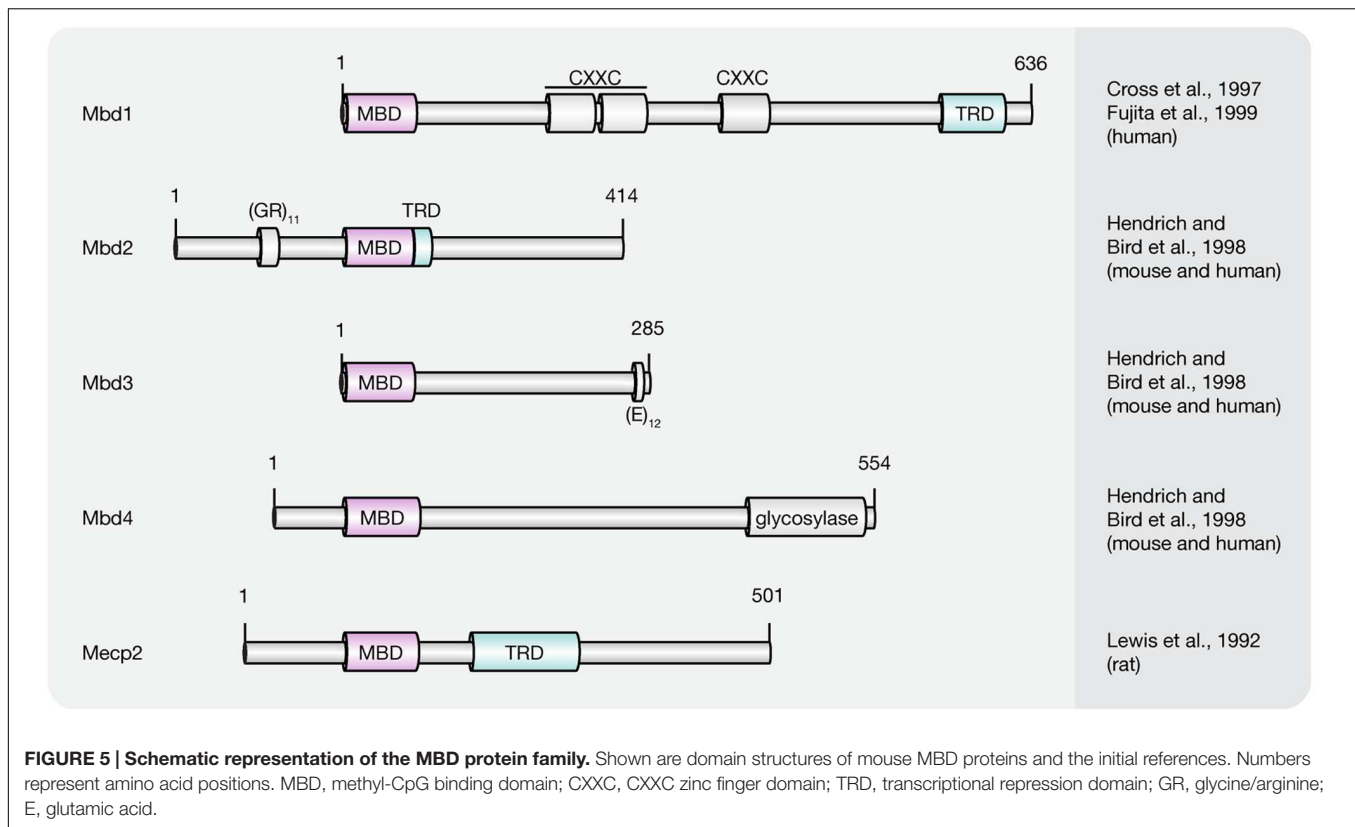 1
CXXC
CXXC
636
Mbd1
MBD
TRD
Cross et al., 1997
Fujita et al., 1999
(human)
1
(GR)11
TRD
414
Mbd2
MBD
Hendrich and
Bird et al., 1998
(mouse and human)
1
285
Mbd3
MBD
(E)12
Hendrich and
Bird et al., 1998
(mouse and human)
1
554
Mbd4
MBD
glycosylase
Hendrich and
Bird et al., 1998
(mouse and human)
1
501
Mecp2
MBD
TRD
Lewis et al., 1992
(rat)
FIGURE 5 | Schematic representation of the MBD protein family. Shown are domain structures of mouse MBD proteins and the initial references. Numbers
represent amino acid positions. MBD, methyl-CpG binding domain; CXXC, CXXC zinc finger domain; TRD, transcriptional repression domain; GR, glycine/arginine;
E, glutamic acid.